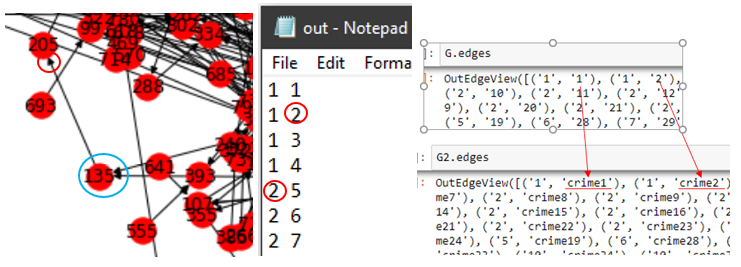 205
99
802
334
469
714
288
685
693
135
641
393
107
355
555
386
out - Notepad
File Edit Forma
1 1
1 2
1 3
1 4
2 5
2 6
2 7
]: G.edges
: OutEdgeView([('1', '1'), ('1', '2'),
('2', '10'), ('2', '11'), ('2', '12
9'), ('2', '20'), ('2', '21'), ('2',
('5', '19'), ('6', '28'), ('7', '29
: G2.edges
: OutEdgeView([('1', 'crime1'), ('1', 'crime2'
me7'), ('2', 'crime8'), ('2', 'crime9'), ('2'
14'), ('2', 'crime15'), ('2', 'crime16'), ('2
e21'), ('2', 'crime22'), ('2', 'crime23'), ('
me24'), ('5', 'crime19'), ('6', 'crime28'), (